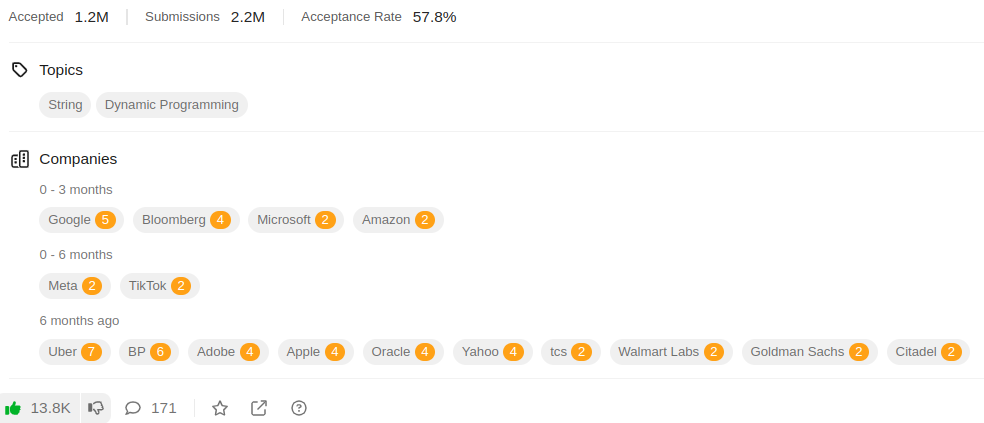 Accepted 1.2M Submissions 2.2M Acceptance Rate 57.8%
Topics
String Dynamic Programming
Companies
0 - 3 months
Google 5 Bloomberg 4 Microsoft 2 Amazon 2
0 - 6 months
Meta 2 TikTok 2
6 months ago
Uber 7 BP 6 Adobe 4 Apple 4 Oracle 4 Yahoo 4 tcs 2 Walmart Labs 2 Goldman Sachs 2 Citadel 2
13.8K 171